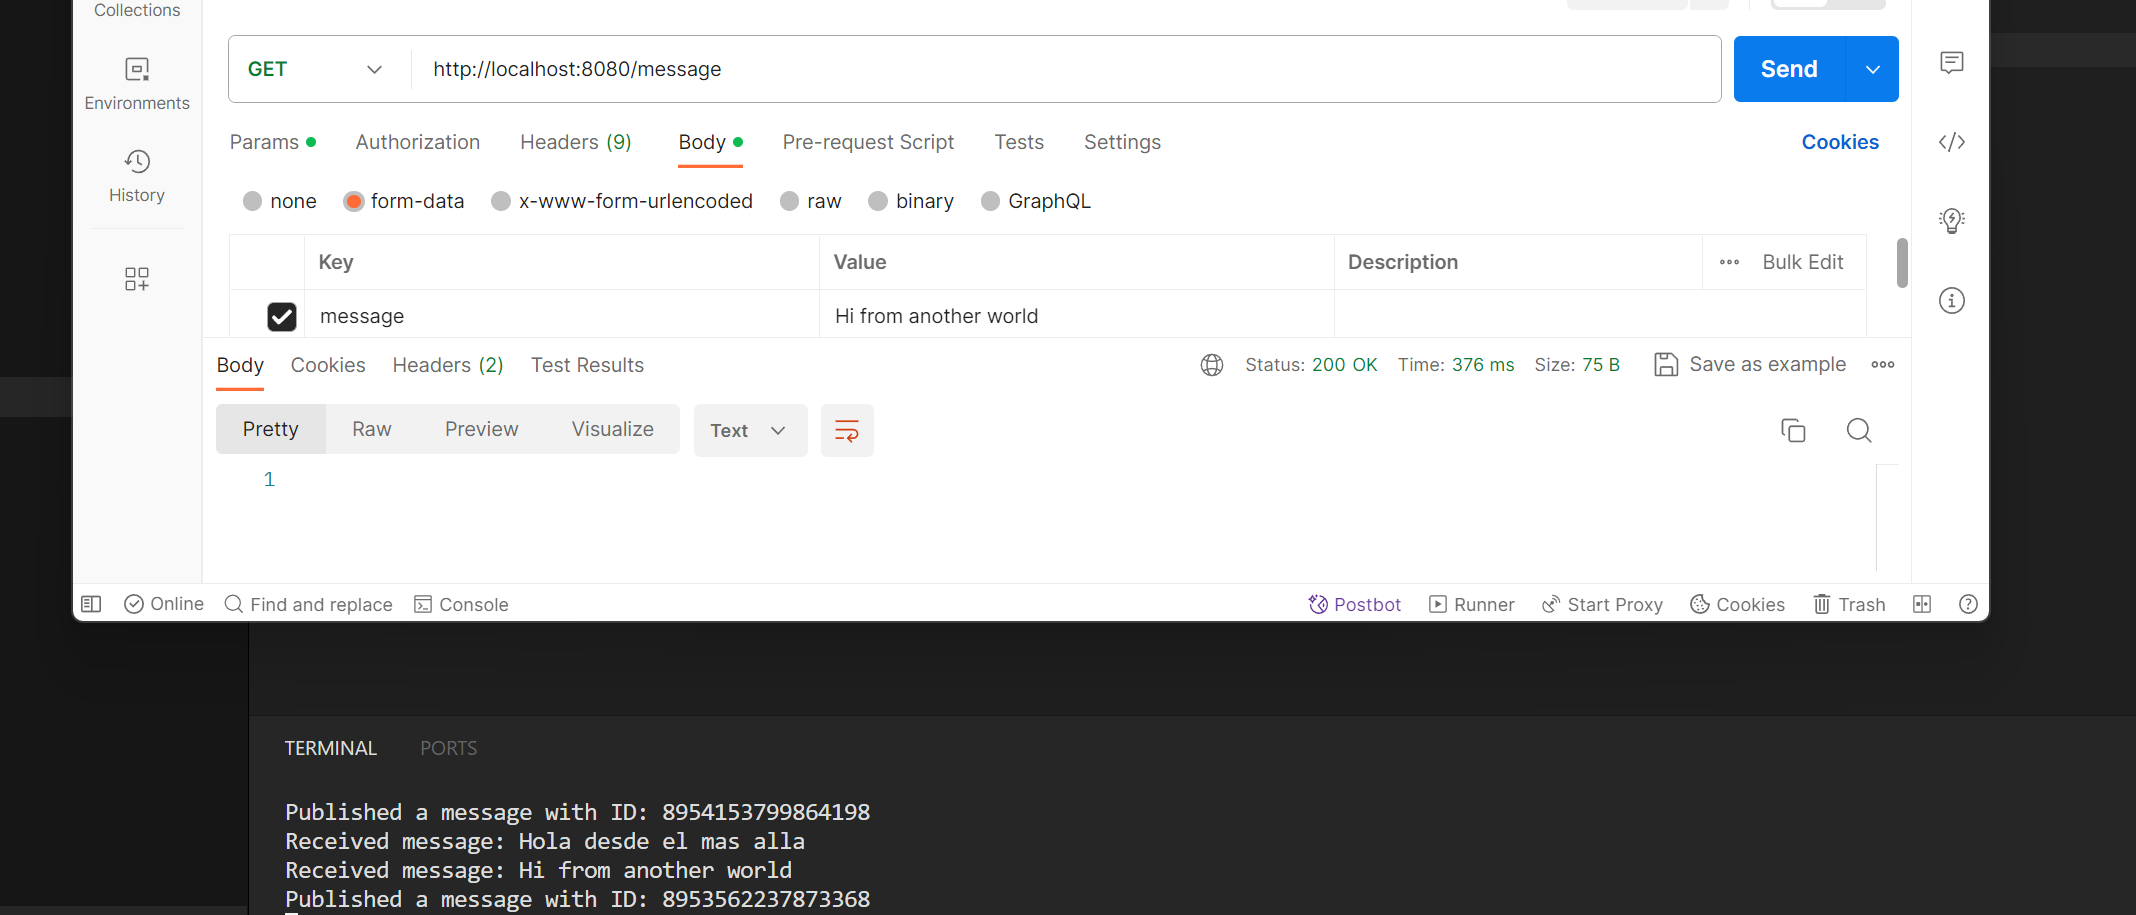 Collections
GET http://localhost:8080/message Send
Environments
Params Authorization Headers (9) Body Pre-request Script Tests Settings Cookies
History
none form-data x-www-form-urlencoded raw binary GraphQL
Key Value Description Bulk Edit
message Hi from another world
Body Cookies Headers (2) Test Results Status: 200 OK Time: 376 ms Size: 75 B Save as example
Pretty Raw Preview Visualize Text
1
Online Find and replace Console Postbot Runner Start Proxy Cookies Trash
TERMINAL PORTS
Published a message with ID: 8954153799864198
Received message: Hola desde el mas alla
Received message: Hi from another world
Published a message with ID: 8953562237873368